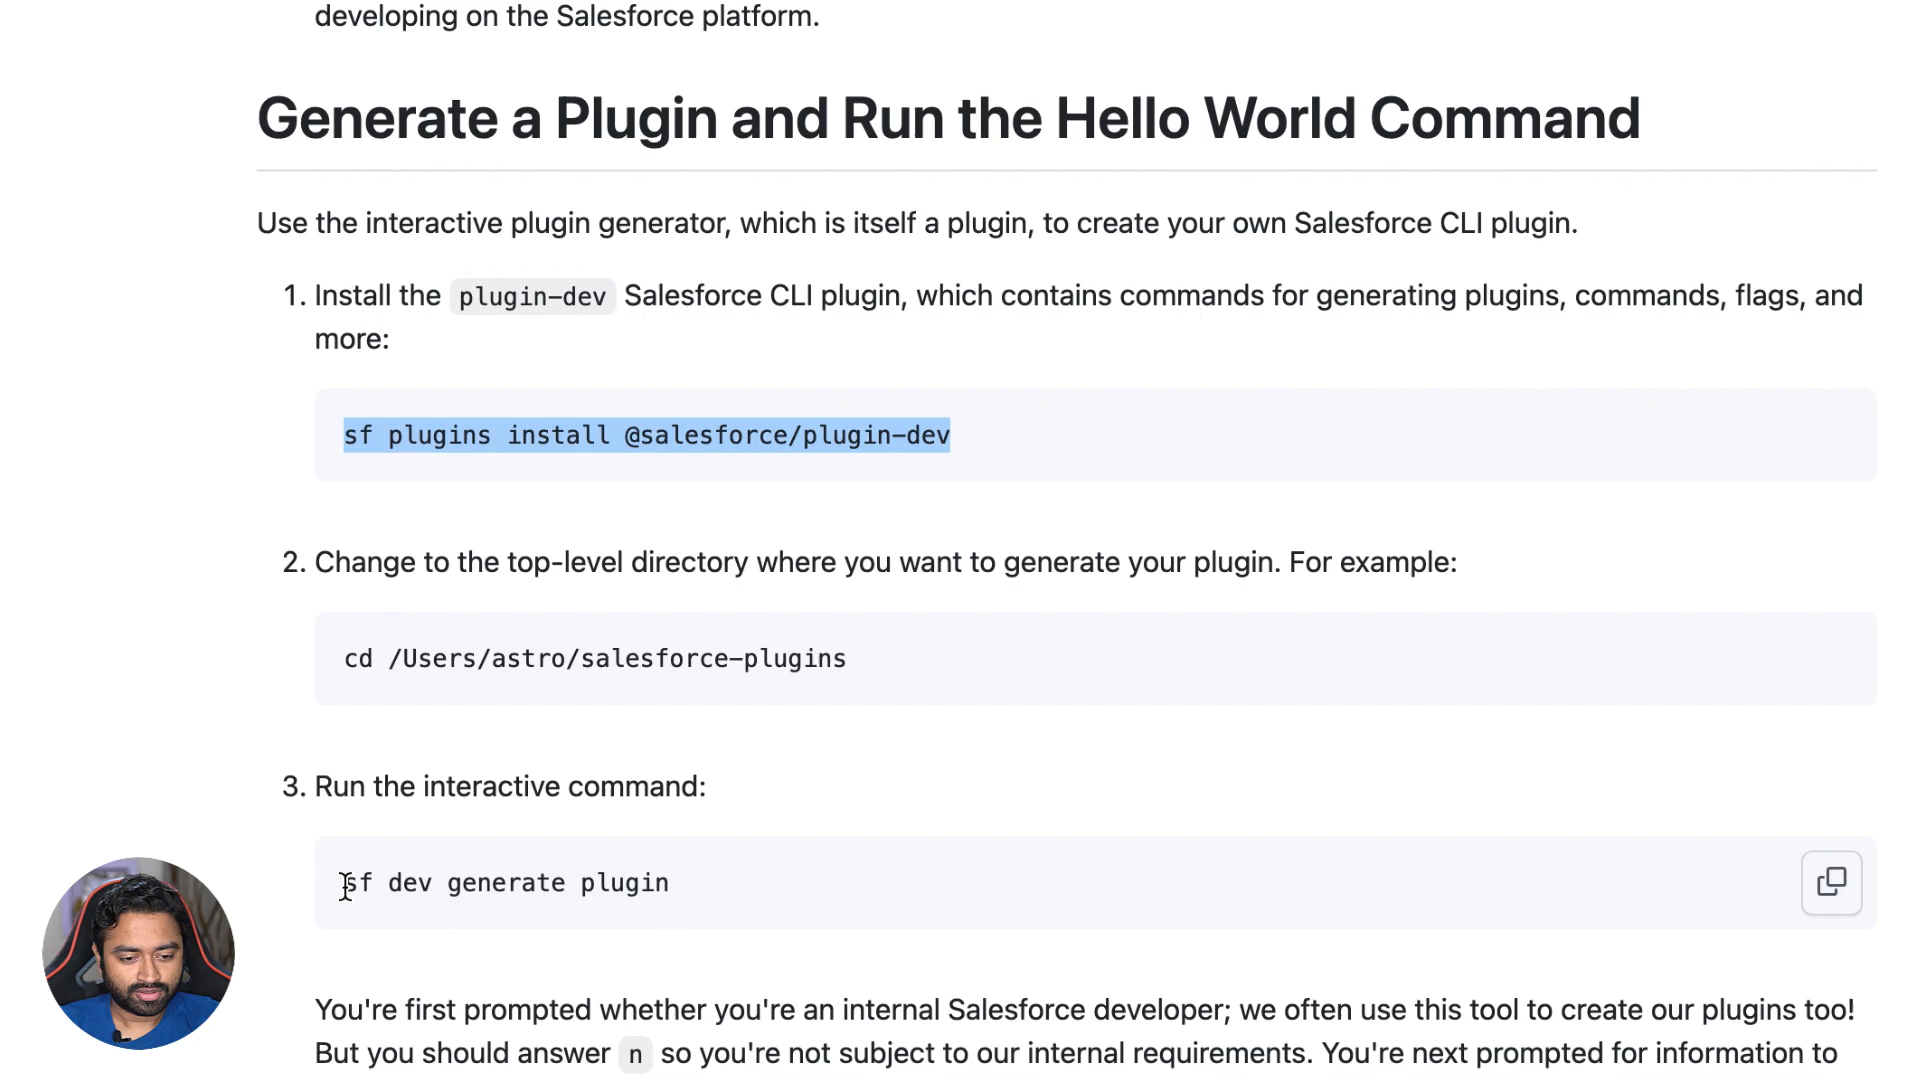 developing on the Salesforce platform.
Generate a Plugin and Run the Hello World Command
Use the interactive plugin generator, which is itself a plugin, to create your own Salesforce CLI plugin.
1. Install the plugin-dev Salesforce CLI plugin, which contains commands for generating plugins, commands, flags, and
more:
sf plugins install @salesforce/plugin-dev
2. Change to the top-level directory where you want to generate your plugin. For example:
cd /Users/astro/salesforce-plugins
3. Run the interactive command:
sf dev generate plugin
You're first prompted whether you're an internal Salesforce developer; we often use this tool to create our plugins too!
But you should answer n so you're not subject to our internal requirements. You're next prompted for information to